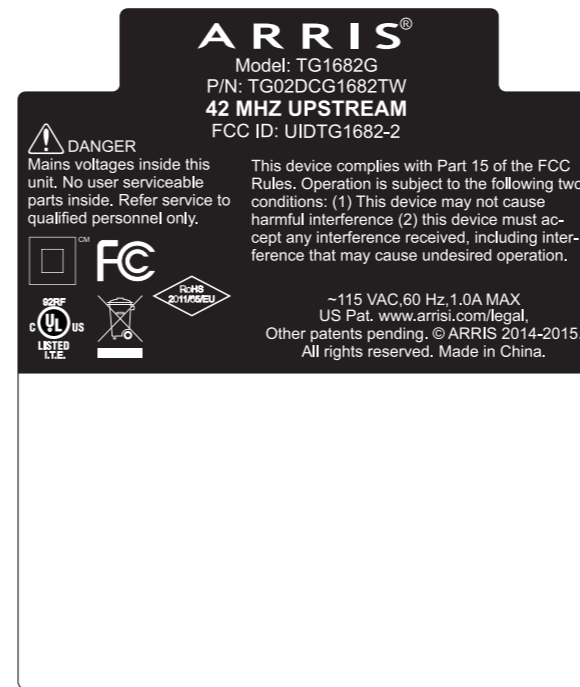 ARRIS®
Model: TG1682G
P/N: TG02DCG1682TW
42 MHZ UPSTREAM
FCC ID: UIDTG1682-2
DANGER
Mains voltages inside this
unit. No user serviceable
parts inside. Refer service to
qualified personnel only.
This device complies with Part 15 of the FCC
Rules. Operation is subject to the following two
conditions: (1) This device may not cause
harmful interference (2) this device must ac-
cept any interference received, including inter-
ference that may cause undesired operation.
CM
FC
RoHS
2011/65/EU
92RF
C UL US
LISTED
I.T.E.
~115 VAC,60 Hz,1.0A MAX
US Pat. www.arrisi.com/legal,
Other patents pending. © ARRIS 2014-2015.
All rights reserved. Made in China.